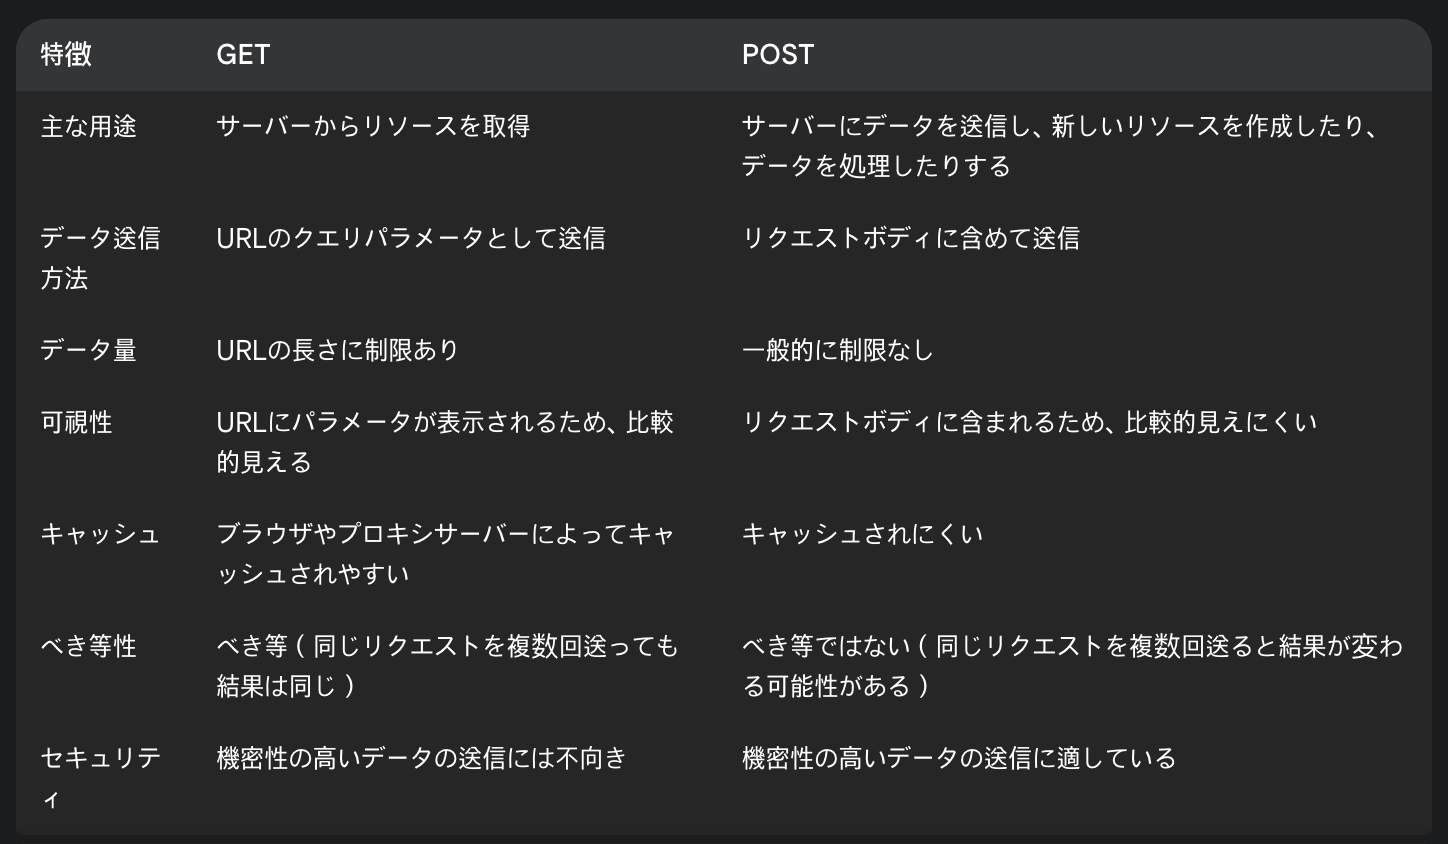 特徴 GET POST
主な用途 サーバーからリソースを取得 サーバーにデータを送信し、新しいリソースを作成したり、
データを処理したりする
データ送信 URLのクエリパラメータとして送信 リクエストボディに含めて送信
方法
データ量 URLの長さに制限あり 一般的に制限なし
可視性 URLにパラメータが表示されるため、比較 リクエストボディに含まれるため、比較的見えにくい
的見える
キャッシュ ブラウザやプロキシサーバーによってキャ キャッシュされにくい
ッシュされやすい
べき等性 べき等 ( 同じリクエストを複数回送っても べき等ではない ( 同じリクエストを複数回送ると結果が変わ
結果は同じ ) る可能性がある )
セキュリテ 機密性の高いデータの送信には不向き 機密性の高いデータの送信に適している
ィ